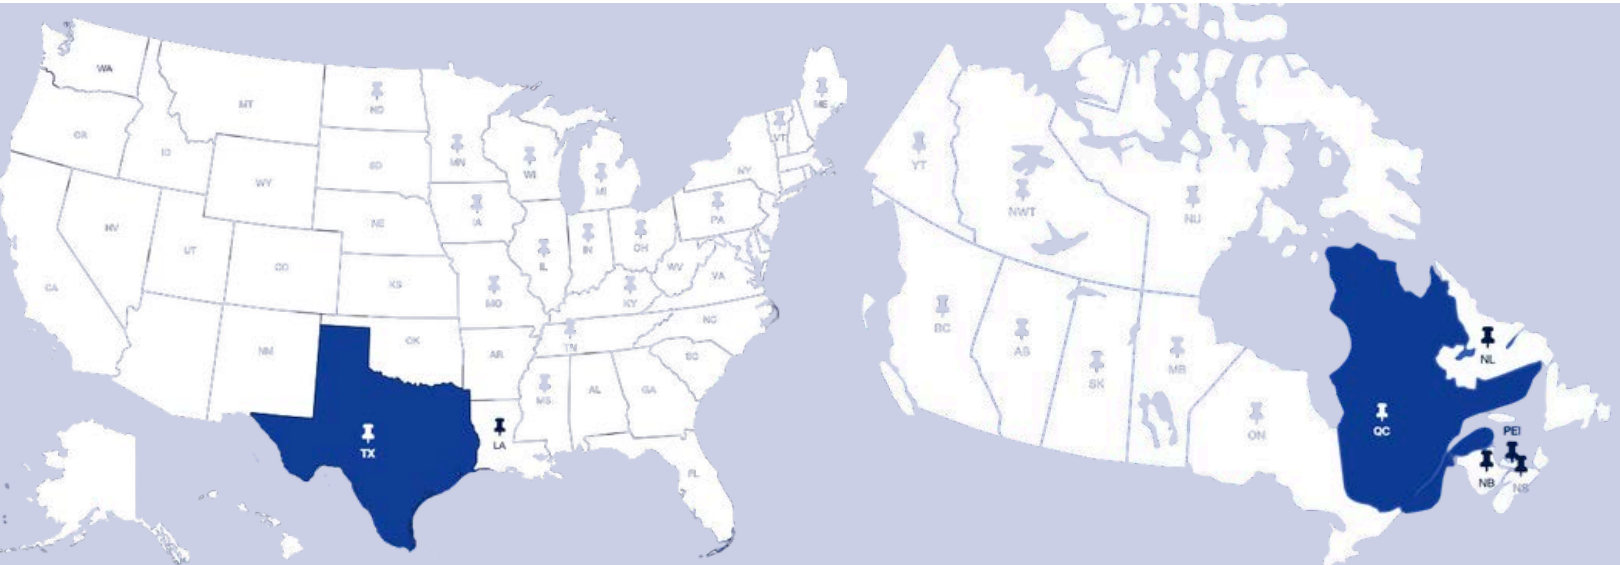 WA
MT
ND
OR
ID
MN
ME
VT
SD
WI
WY
MI
NY
IA
PA
NE
NV
UT
IL
IN
OH
CO
WV
VA
CA
KS
MO
KY
NC
TN
NM
OK
AR
SC
MS
AL
GA
TX
LA
FL
YT
NWT
NU
BC
AB
SK
MB
ON
QC
NL
PEI
NB
NS